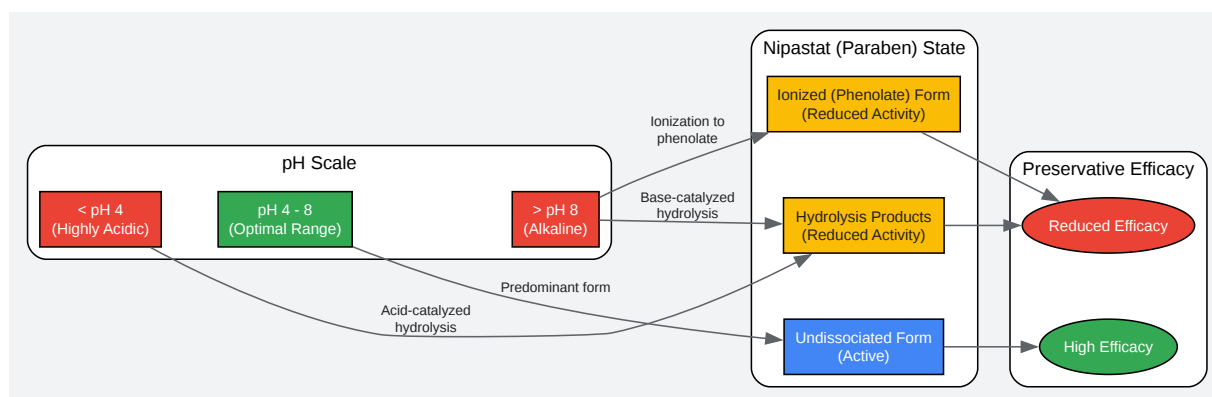 Nipastat (Paraben) State
Ionized (Phenolate) Form
(Reduced Activity)
Ionization to
phenolate
pH Scale
Preservative Efficacy
< pH 4
(Highly Acidic)
pH 4 - 8
(Optimal Range)
> pH 8
(Alkaline)
Base-catalyzed
hydrolysis
Hydrolysis Products
(Reduced Activity)
Reduced Efficacy
Predominant form
Acid-catalyzed
hydrolysis
Undissociated Form
(Active)
High Efficacy